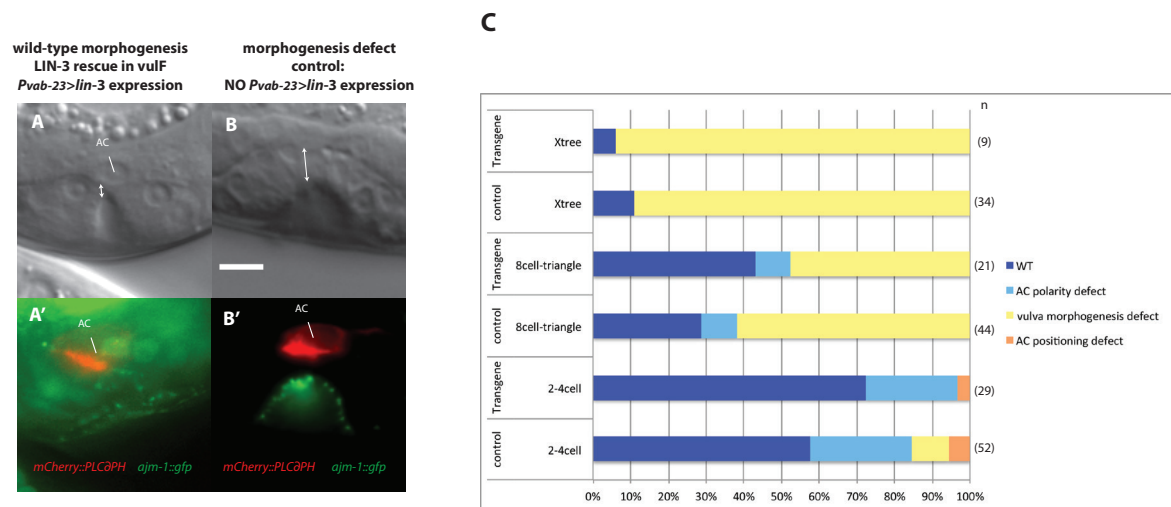 C
wild-type morphogenesis
LIN-3 rescue in vulF
Pvab-23>lin-3 expression
morphogenesis defect
control:
NO Pvab-23>lin-3 expression
A
AC
B
A'
AC
mCherry::PLC∂PH ajm-1::gfp
B'
AC
mCherry::PLC∂PH ajm-1::gfp
n
Transgene
Xtree
(9)
control
Xtree
(34)
Transgene
8cell-triangle
(21)
control
8cell-triangle
(44)
Transgene
2-4cell
(29)
control
2-4cell
(52)
0% 10% 20% 30% 40% 50% 60% 70% 80% 90% 100%
WT
AC polarity defect
vulva morphogenesis defect
AC positioning defect